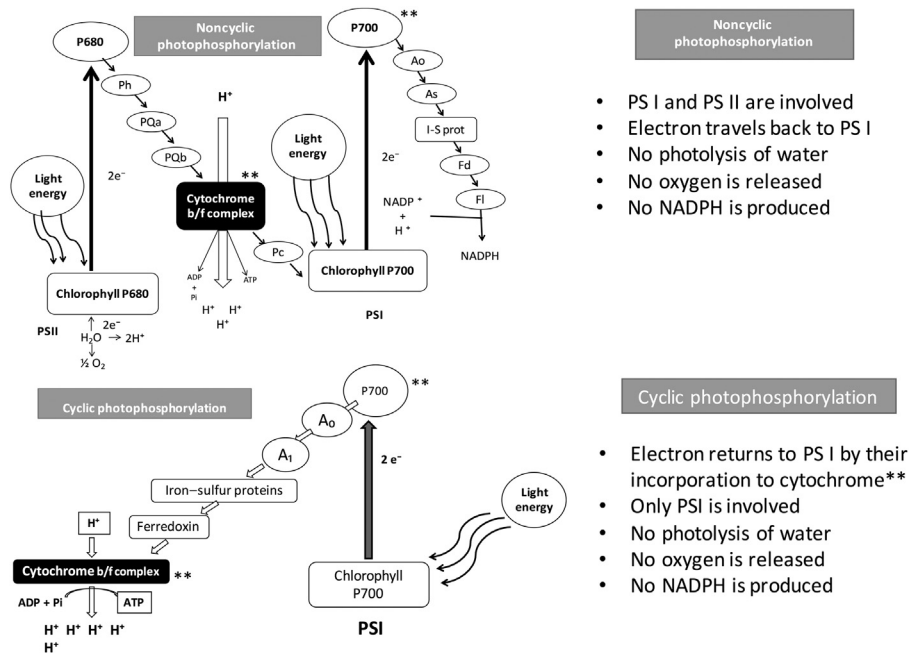 Noncyclic
photophosphorylation
P680
Ph
PQa
PQb
2e⁻
Light
energy
Chlorophyll P680
PSII
2e⁻
H₂O → 2H⁺
½ O₂
H⁺
**
Cytochrome
b/f complex
ADP
+
Pi
ATP
H⁺ H⁺
H⁺
Pc
Light
energy
P700
**
Ao
As
I-S prot
Fd
Fl
2e⁻
NADP ⁺
+
H ⁺
NADPH
Chlorophyll P700
PSI
Noncyclic
photophosphorylation
• PS I and PS II are involved
• Electron travels back to PS I
• No photolysis of water
• No oxygen is released
• No NADPH is produced
Cyclic photophosphorylation
P700
**
A₀
A₁
Iron–sulfur proteins
Ferredoxin
H⁺
Cytochrome b/f complex
**
ADP + Pi
ATP
H⁺ H⁺ H⁺ H⁺
H⁺
2 e⁻
Light
energy
Chlorophyll
P700
PSI
Cyclic photophosphorylation
• Electron returns to PS I by their
incorporation to cytochrome**
• Only PSI is involved
• No photolysis of water
• No oxygen is released
• No NADPH is produced